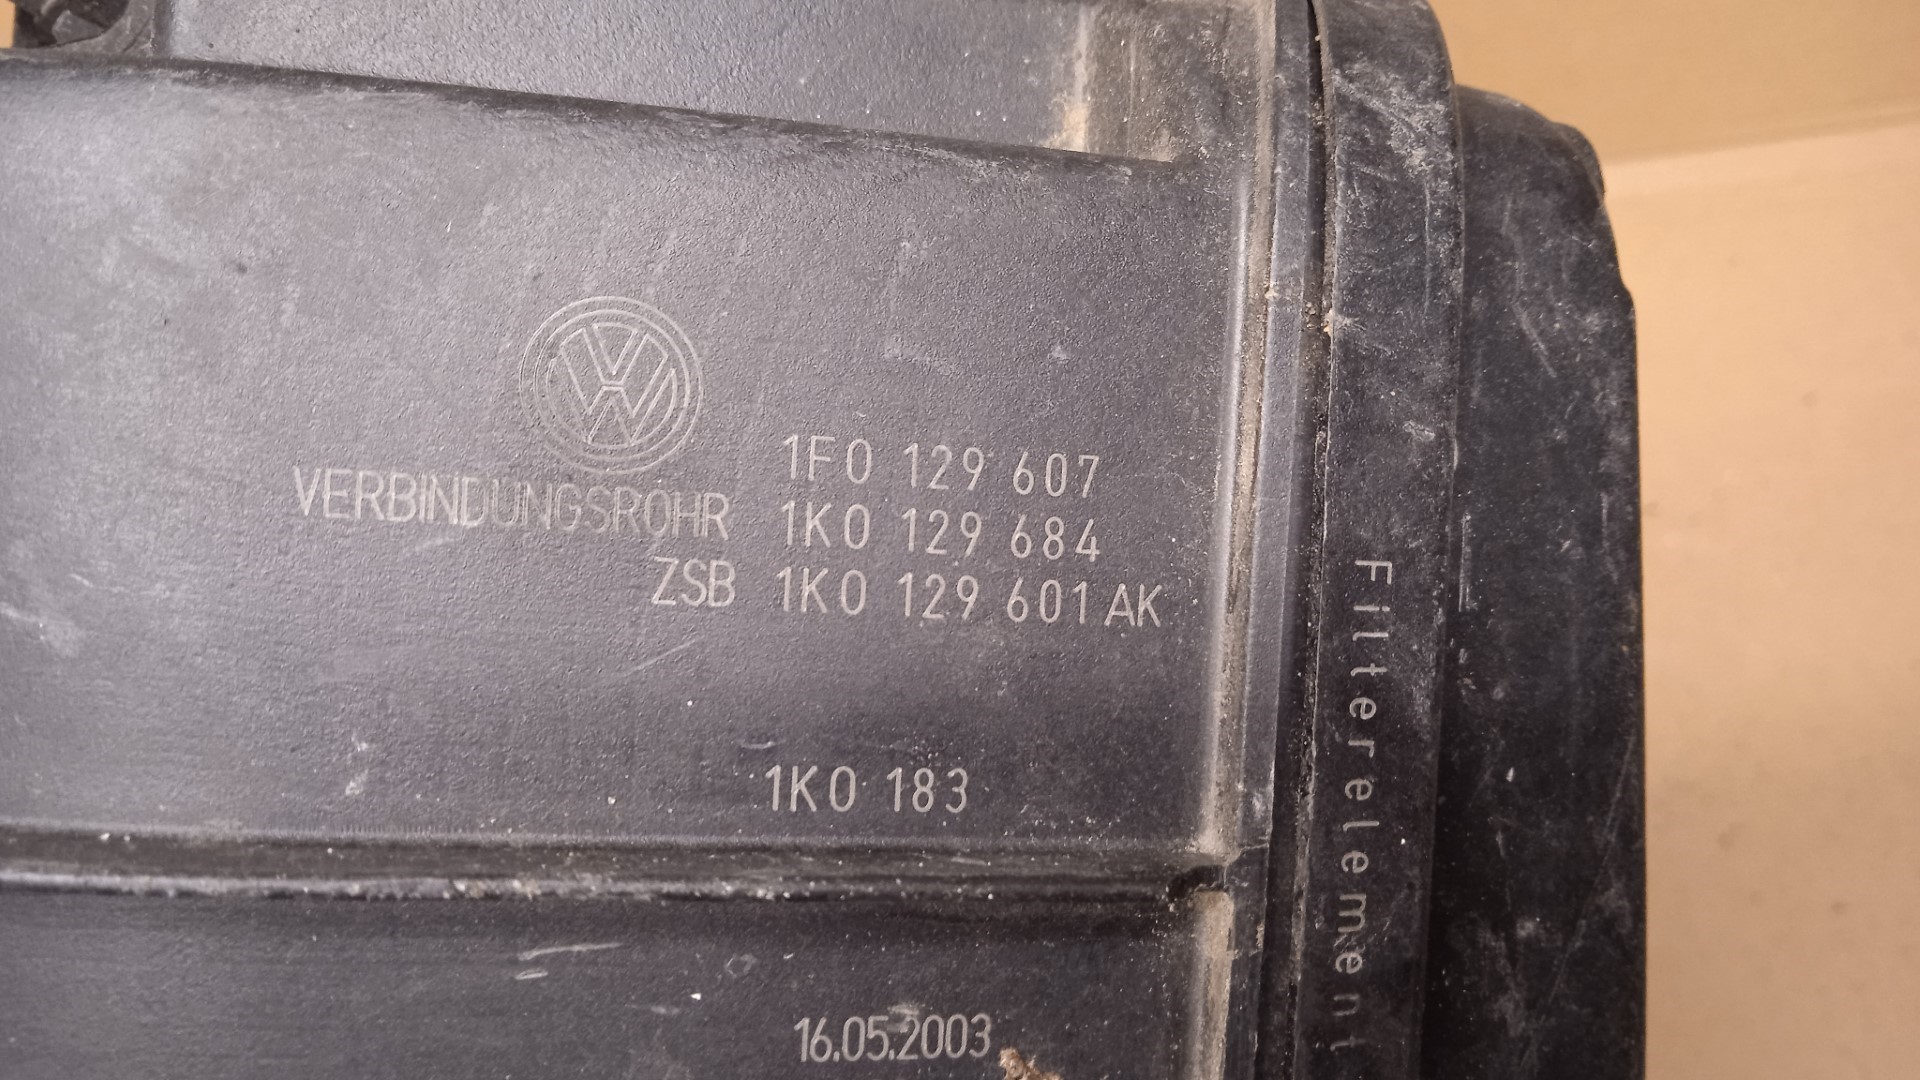 1F0 129 607
VERBINDUNGSROHR 1K0 129 684
ZSB 1K0 129 601 AK
1K0 183
16.05.2003
Filterelement